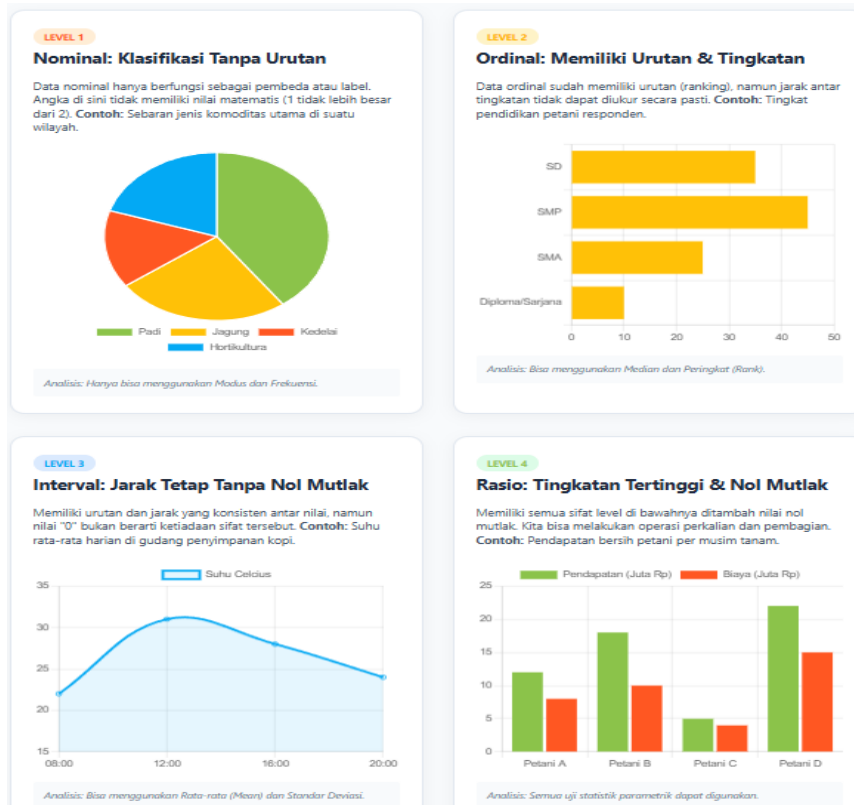 LEVEL 1
Nominal: Klasifikasi Tanpa Urutan
Data nominal hanya berfungsi sebagai pembeda atau label.
Angka di sini tidak memiliki nilai matematis (1 tidak lebih besar
dari 2). Contoh: Sebaran jenis komoditas utama di suatu
wilayah.
Padi Jagung Kedelai
Hortikultura
Analisis: Hanya bisa menggunakan Modus dan Frekuensi.
LEVEL 2
Ordinal: Memiliki Urutan & Tingkatan
Data ordinal sudah memiliki urutan (ranking), namun jarak antar
tingkatan tidak dapat diukur secara pasti. Contoh: Tingkat
pendidikan petani responden.
SD
SMP
SMA
Diploma/Sarjana
0 10 20 30 40 50
Analisis: Bisa menggunakan Median dan Peringkat (Rank).
LEVEL 3
Interval: Jarak Tetap Tanpa Nol Mutlak
Memiliki urutan dan jarak yang konsisten antar nilai, namun
nilai "0" bukan berarti ketiadaan sifat tersebut. Contoh: Suhu
rata-rata harian di gudang penyimpanan kopi.
Suhu Celcius
35
30
25
20
15
08:00 12:00 16:00 20:00
Analisis: Bisa menggunakan Rata-rata (Mean) dan Standar Deviasi.
LEVEL 4
Rasio: Tingkatan Tertinggi & Nol Mutlak
Memiliki semua sifat level di bawahnya ditambah nilai nol
mutlak. Kita bisa melakukan operasi perkalian dan pembagian.
Contoh: Pendapatan bersih petani per musim tanam.
Pendapatan (Juta Rp) Biaya (Juta Rp)
25
20
15
10
5
0
Petani A Petani B Petani C Petani D
Analisis: Semua uji statistik parametrik dapat digunakan.